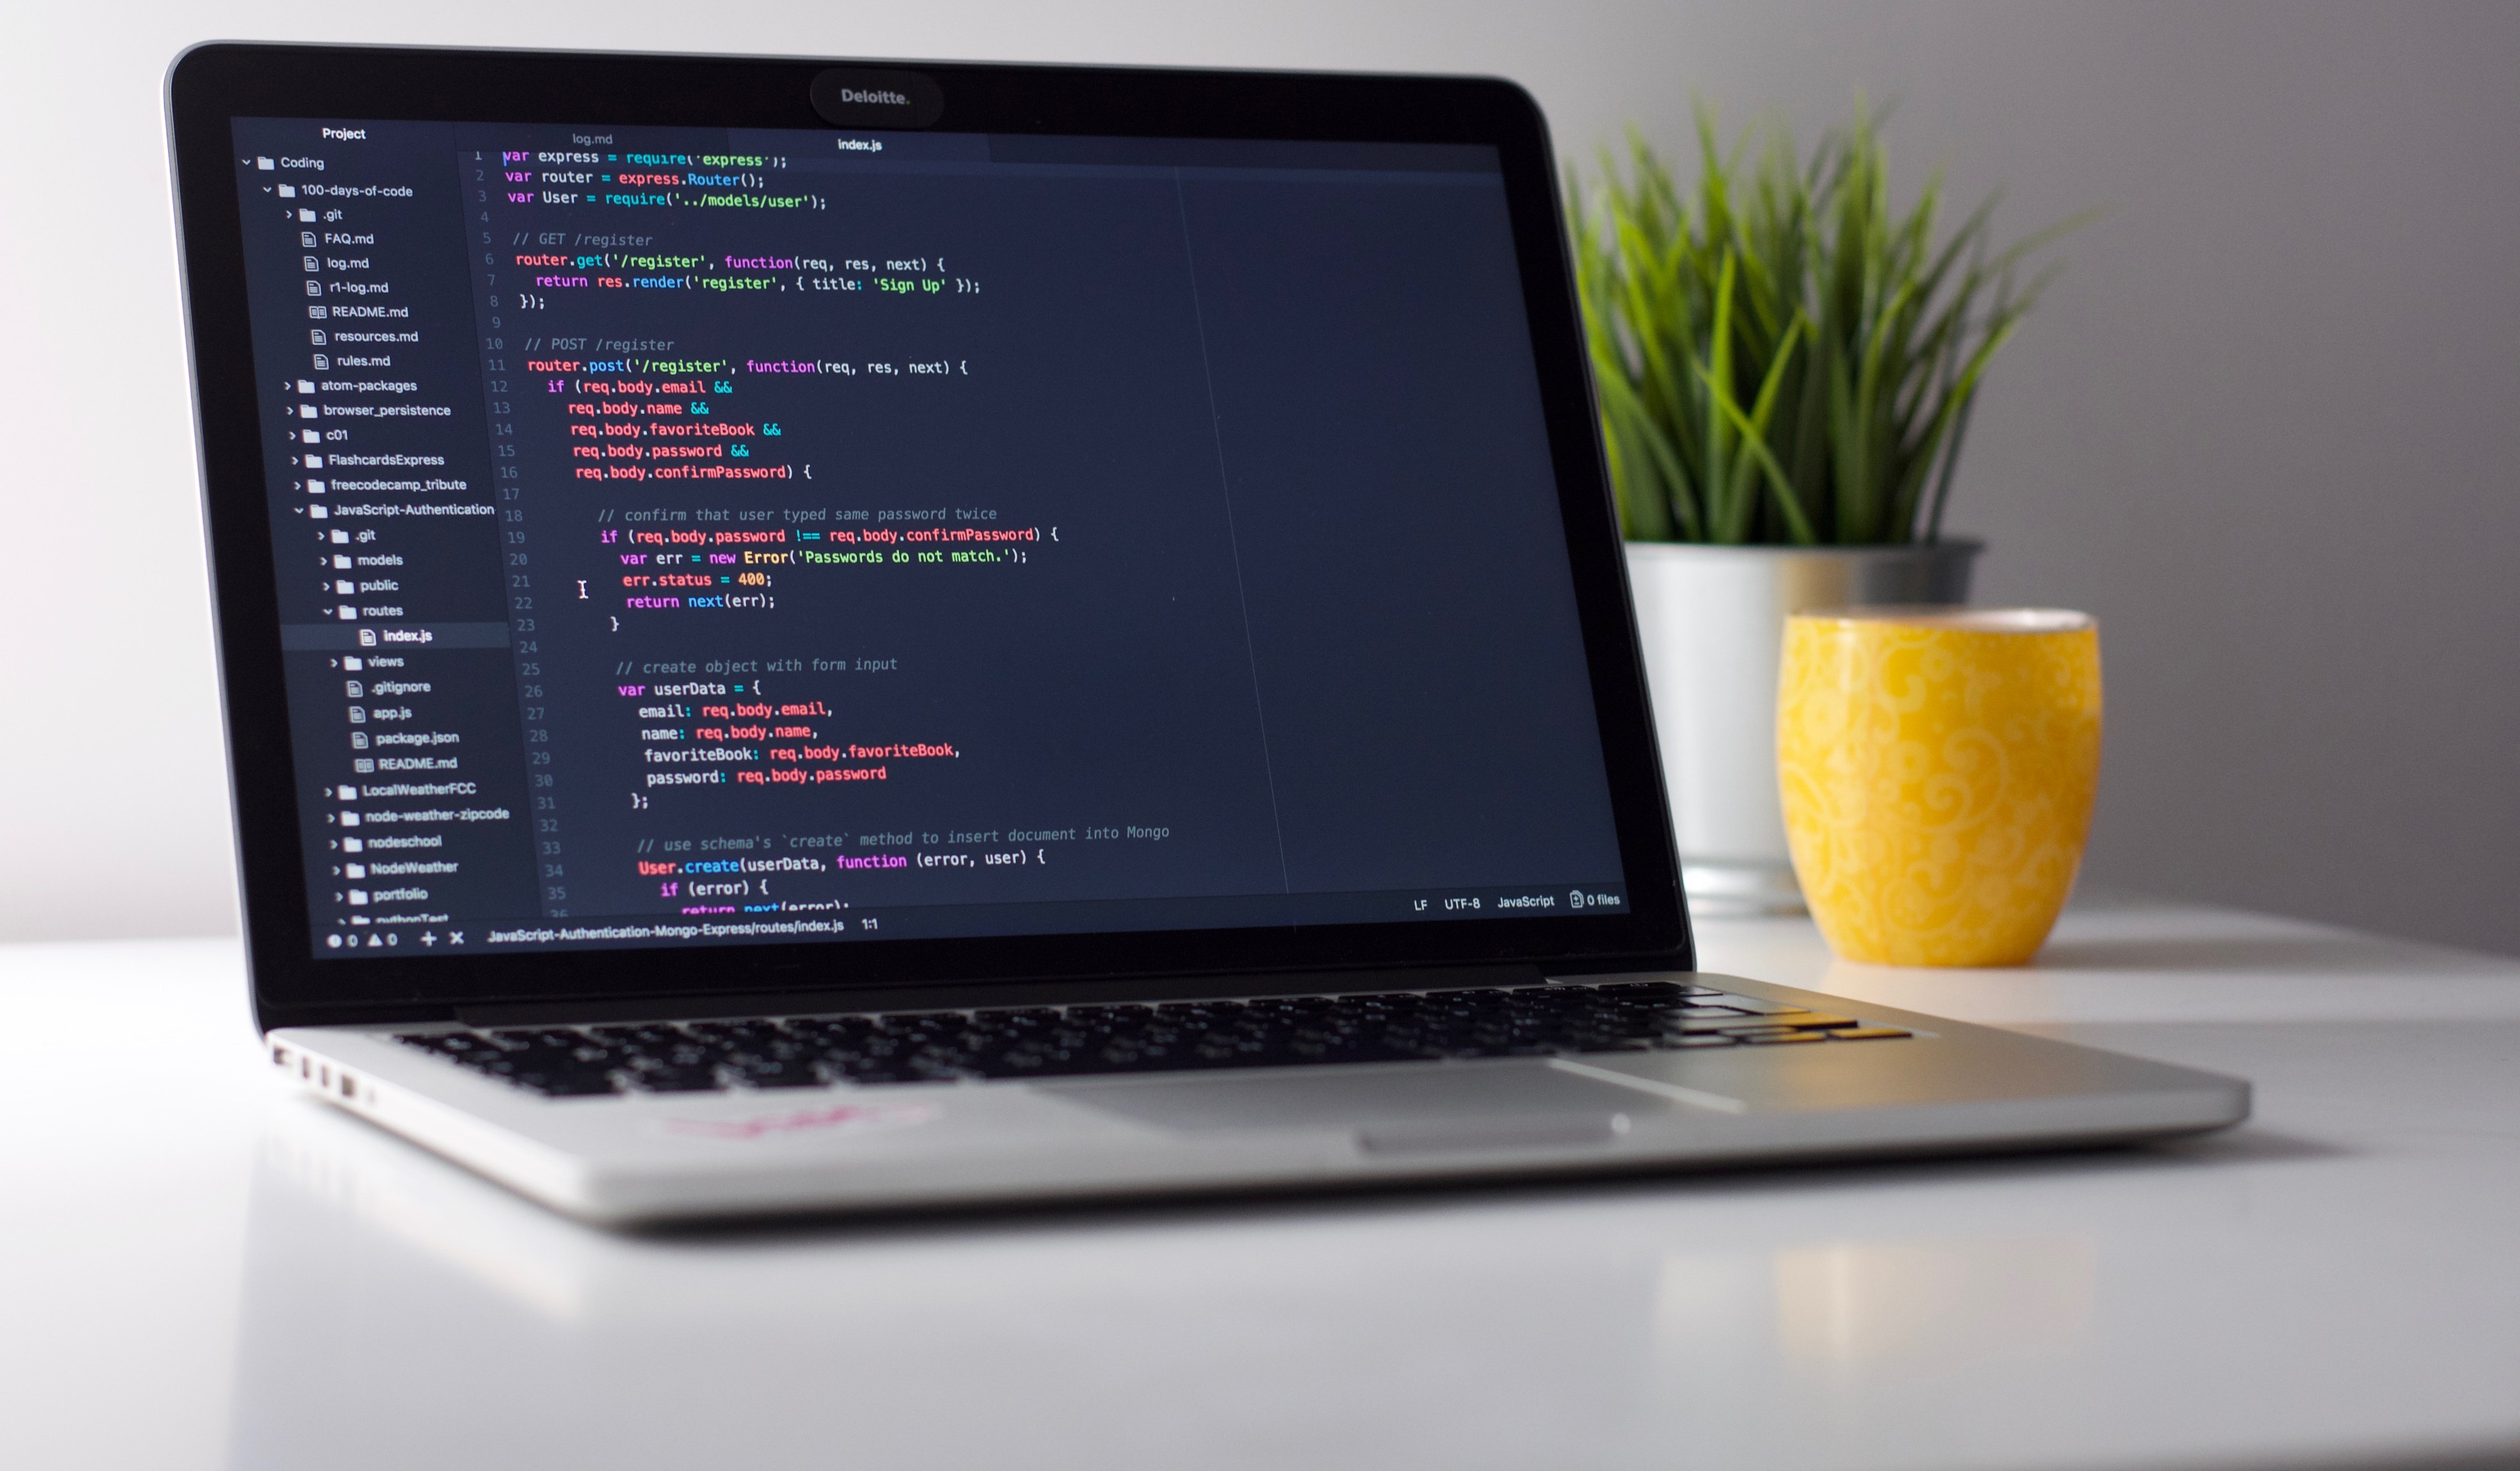 Deloitte.
Project
Coding
100-days-of-code
.git
FAQ.md
log.md
r1-log.md
README.md
resources.md
rules.md
atom-packages
browser_persistence
c01
FlashcardsExpress
freecodecamp_tribute
JavaScript-Authentication
.git
models
public
routes
index.js
views
.gitignore
app.js
package.json
README.md
LocalWeatherFCC
node-weather-zipcode
nodeschool
NodeWeather
portfolio
pythonTest
log.md
index.js
1 var express = require('express');
2 var router = express.Router();
3 var User = require('../models/user');
4
5 // GET /register
6 router.get('/register', function(req, res, next) {
7 return res.render('register', { title: 'Sign Up' });
8 });
9
10 // POST /register
11 router.post('/register', function(req, res, next) {
12 if (req.body.email &&
13 req.body.name &&
14 req.body.favoriteBook &&
15 req.body.password &&
16 req.body.confirmPassword) {
17
18 // confirm that user typed same password twice
19 if (req.body.password !== req.body.confirmPassword) {
20 var err = new Error('Passwords do not match.');
21 err.status = 400;
22 return next(err);
23 }
24
25 // create object with form input
26 var userData = {
27 email: req.body.email,
28 name: req.body.name,
29 favoriteBook: req.body.favoriteBook,
30 password: req.body.password
31 };
32
33 // use schema's `create` method to insert document into Mongo
34 User.create(userData, function (error, user) {
35 if (error) {
36 return next(error);
0 0 JavaScript-Authentication-Mongo-Express/routes/index.js 1:1 LF UTF-8 JavaScript 0 files